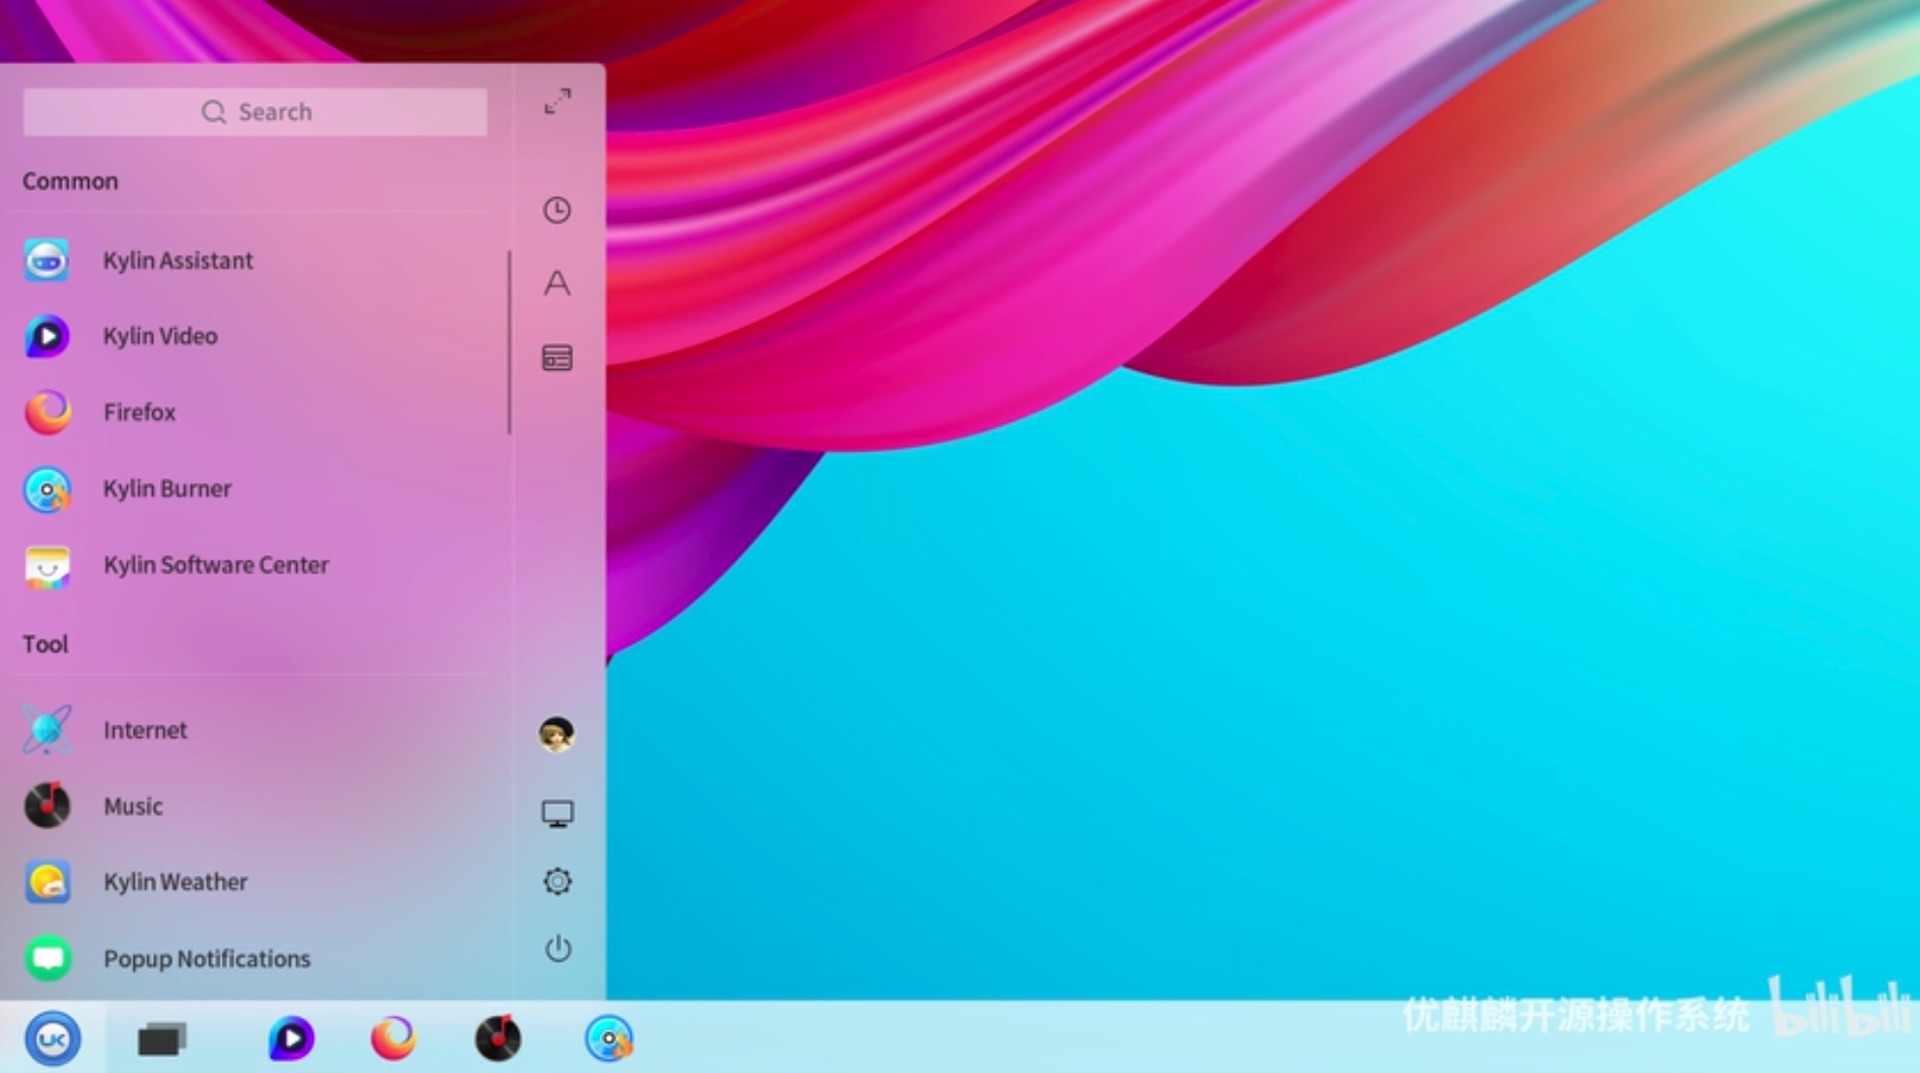 Search
Common
Kylin Assistant
Kylin Video
Firefox
Kylin Burner
Kylin Software Center
Tool
Internet
Music
Kylin Weather
Popup Notifications
UK
优麒麟开源操作系统 bilibili